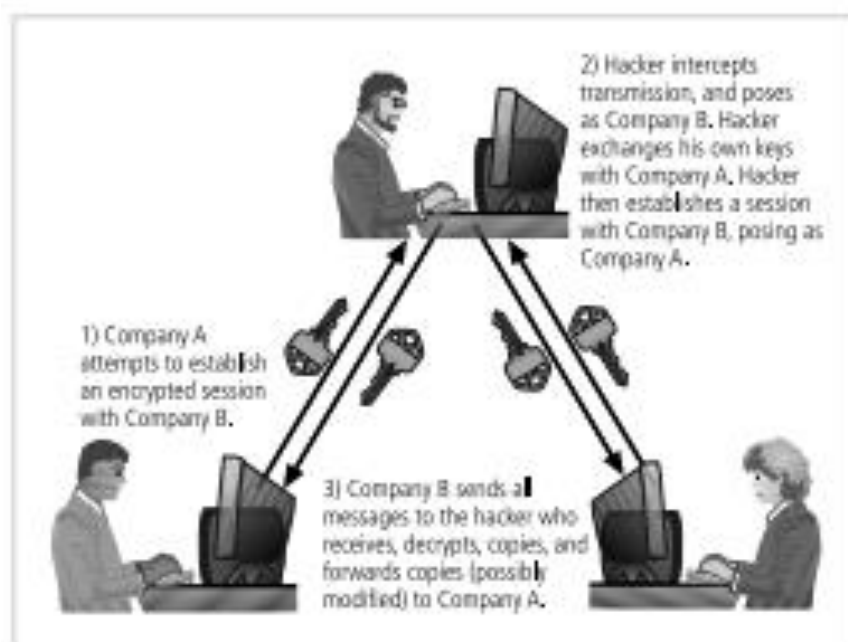 2) Hacker intercepts
transmission, and poses
as Company B. Hacker
exchanges his own keys
with Company A. Hacker
then establishes a session
with Company B, posing as
Company A.
1) Company A
attempts to establish
an encrypted session
with Company B.
3) Company B sends all
messages to the hacker who
receives, decrypts, copies, and
forwards copies (possibly
modified) to Company A.